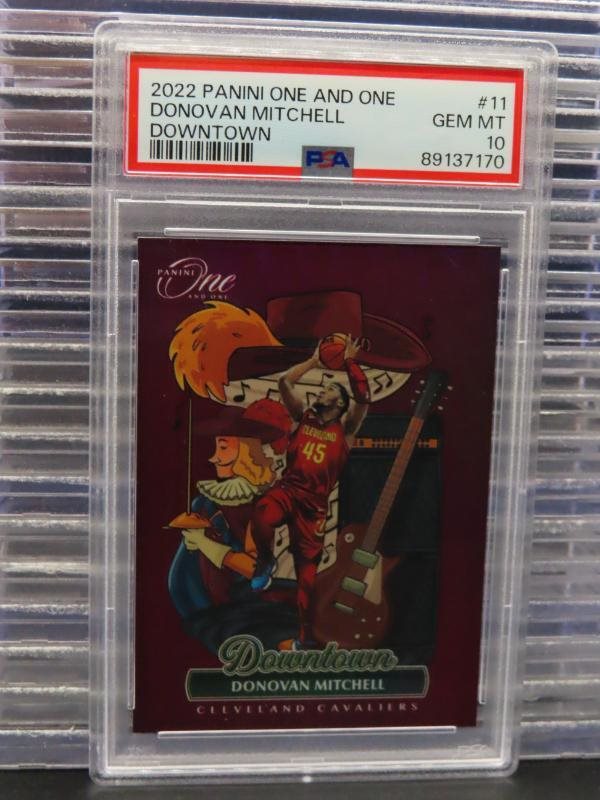 2022 PANINI ONE AND ONE #11
DONOVAN MITCHELL GEM MT
DOWNTOWN 10
PSA 89137170
PANINI
One
AND ONE
CLEVELAND
45
Downtown
DONOVAN MITCHELL
CLEVELAND CAVALIERS